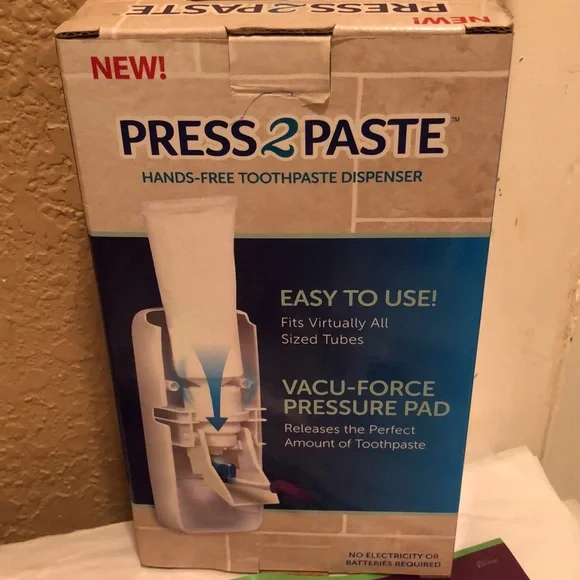 PRESS2PASTE
NEW!
NEW!
PRESS2PASTE™
HANDS-FREE TOOTHPASTE DISPENSER
EASY TO USE!
Fits Virtually All
Sized Tubes
VACU-FORCE
PRESSURE PAD
Releases the Perfect
Amount of Toothpaste
NO ELECTRICITY OR
BATTERIES REQUIRED